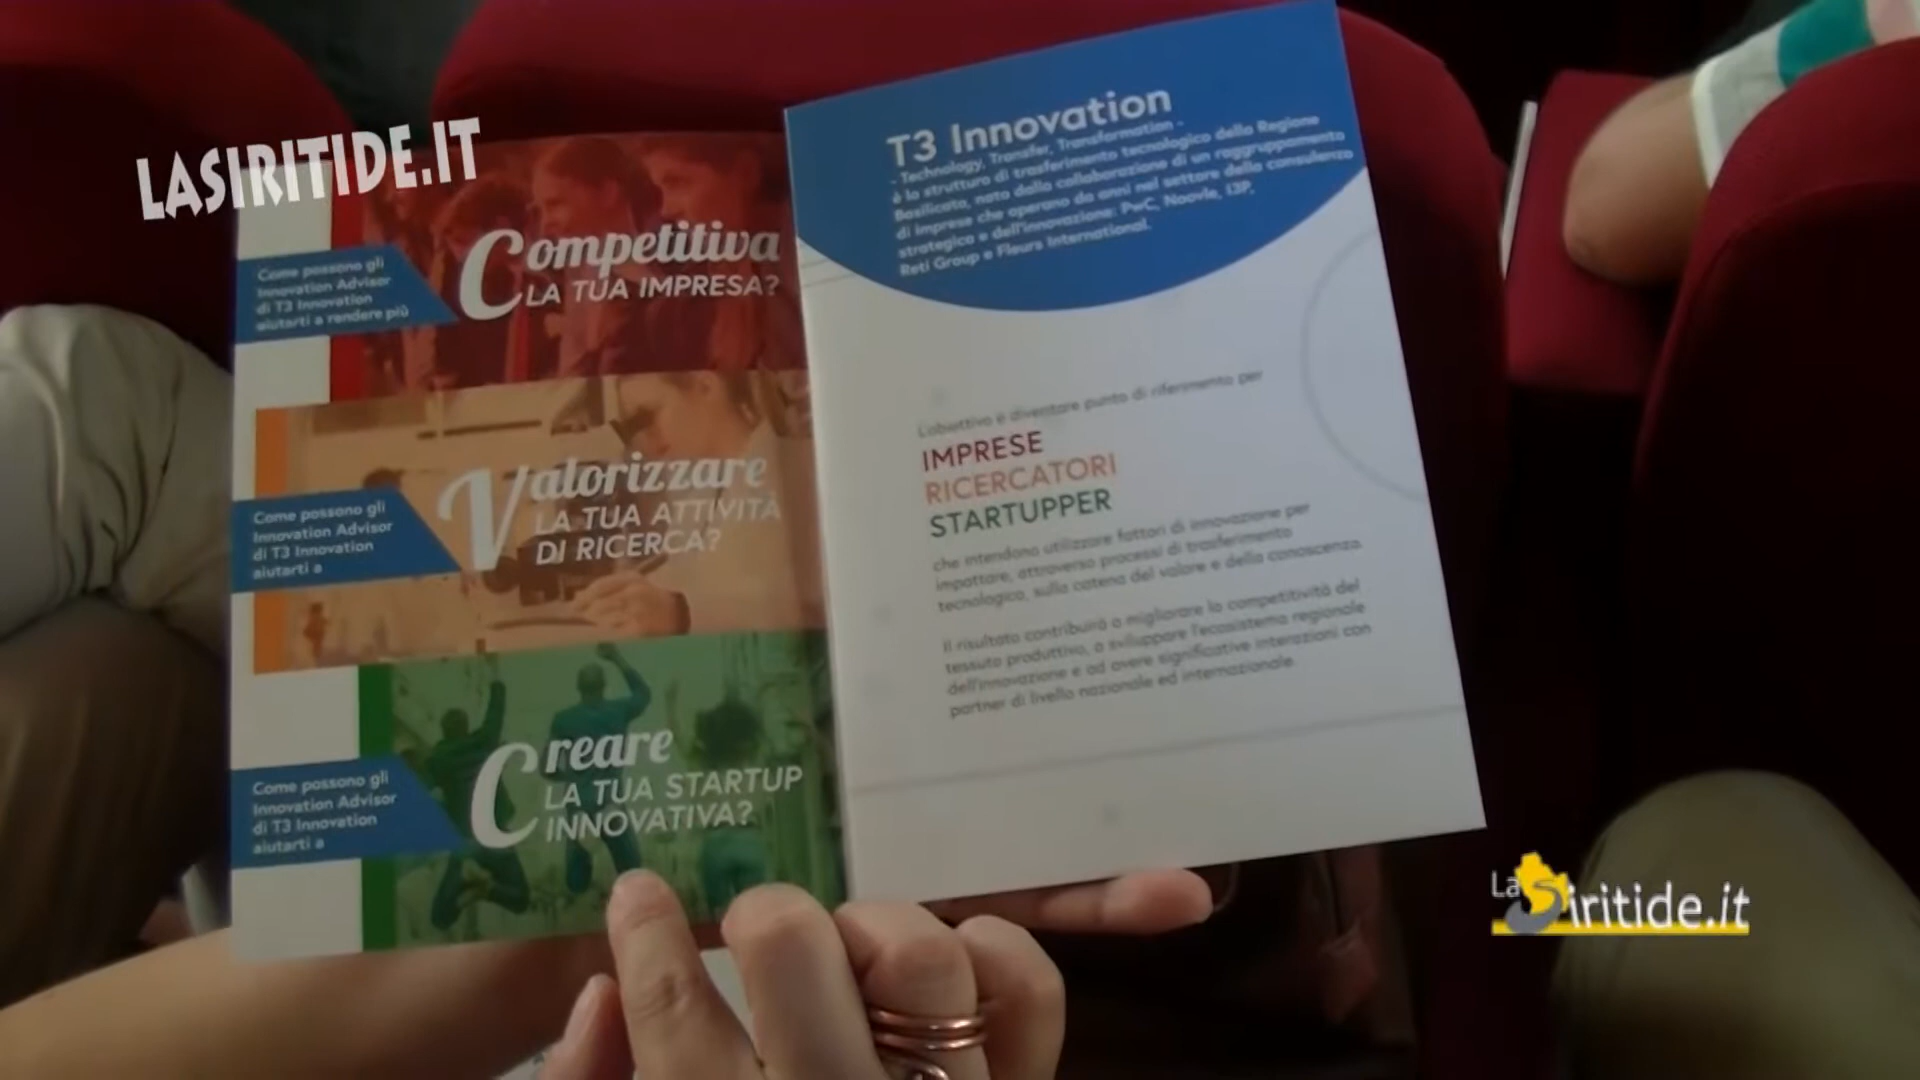 LASIRITIDE.IT
Come possono gli
Innovation Advisor
di T3 Innovation
aiutarti a rendere più
Competitiva
LA TUA IMPRESA?
Come possono gli
Innovation Advisor
di T3 Innovation
aiutarti a
Valorizzare
LA TUA ATTIVITÀ
DI RICERCA?
Come possono gli
Innovation Advisor
di T3 Innovation
aiutarti a
Creare
LA TUA STARTUP
INNOVATIVA?
T3 Innovation
- Technology, Transfer, Transformation -
è la struttura di trasferimento tecnologico della Regione
Basilicata, nata dalla collaborazione di un raggruppamento
di imprese che operano da anni nel settore della consulenza
strategica e dell'innovazione: PwC, Noovle, I3P,
Reti Group e Fleurs International.
L'obiettivo è diventare punto di riferimento per
IMPRESE
RICERCATORI
STARTUPPER
che intendono utilizzare fattori di innovazione per
impattare, attraverso processi di trasferimento
tecnologico, sulla catena del valore e della conoscenza.
Il risultato contribuirà a migliorare la competitività del
tessuto produttivo, a sviluppare l'ecosistema regionale
dell'innovazione e ad avere significative interazioni con
partner di livello nazionale ed internazionale.
LaSiritide.it